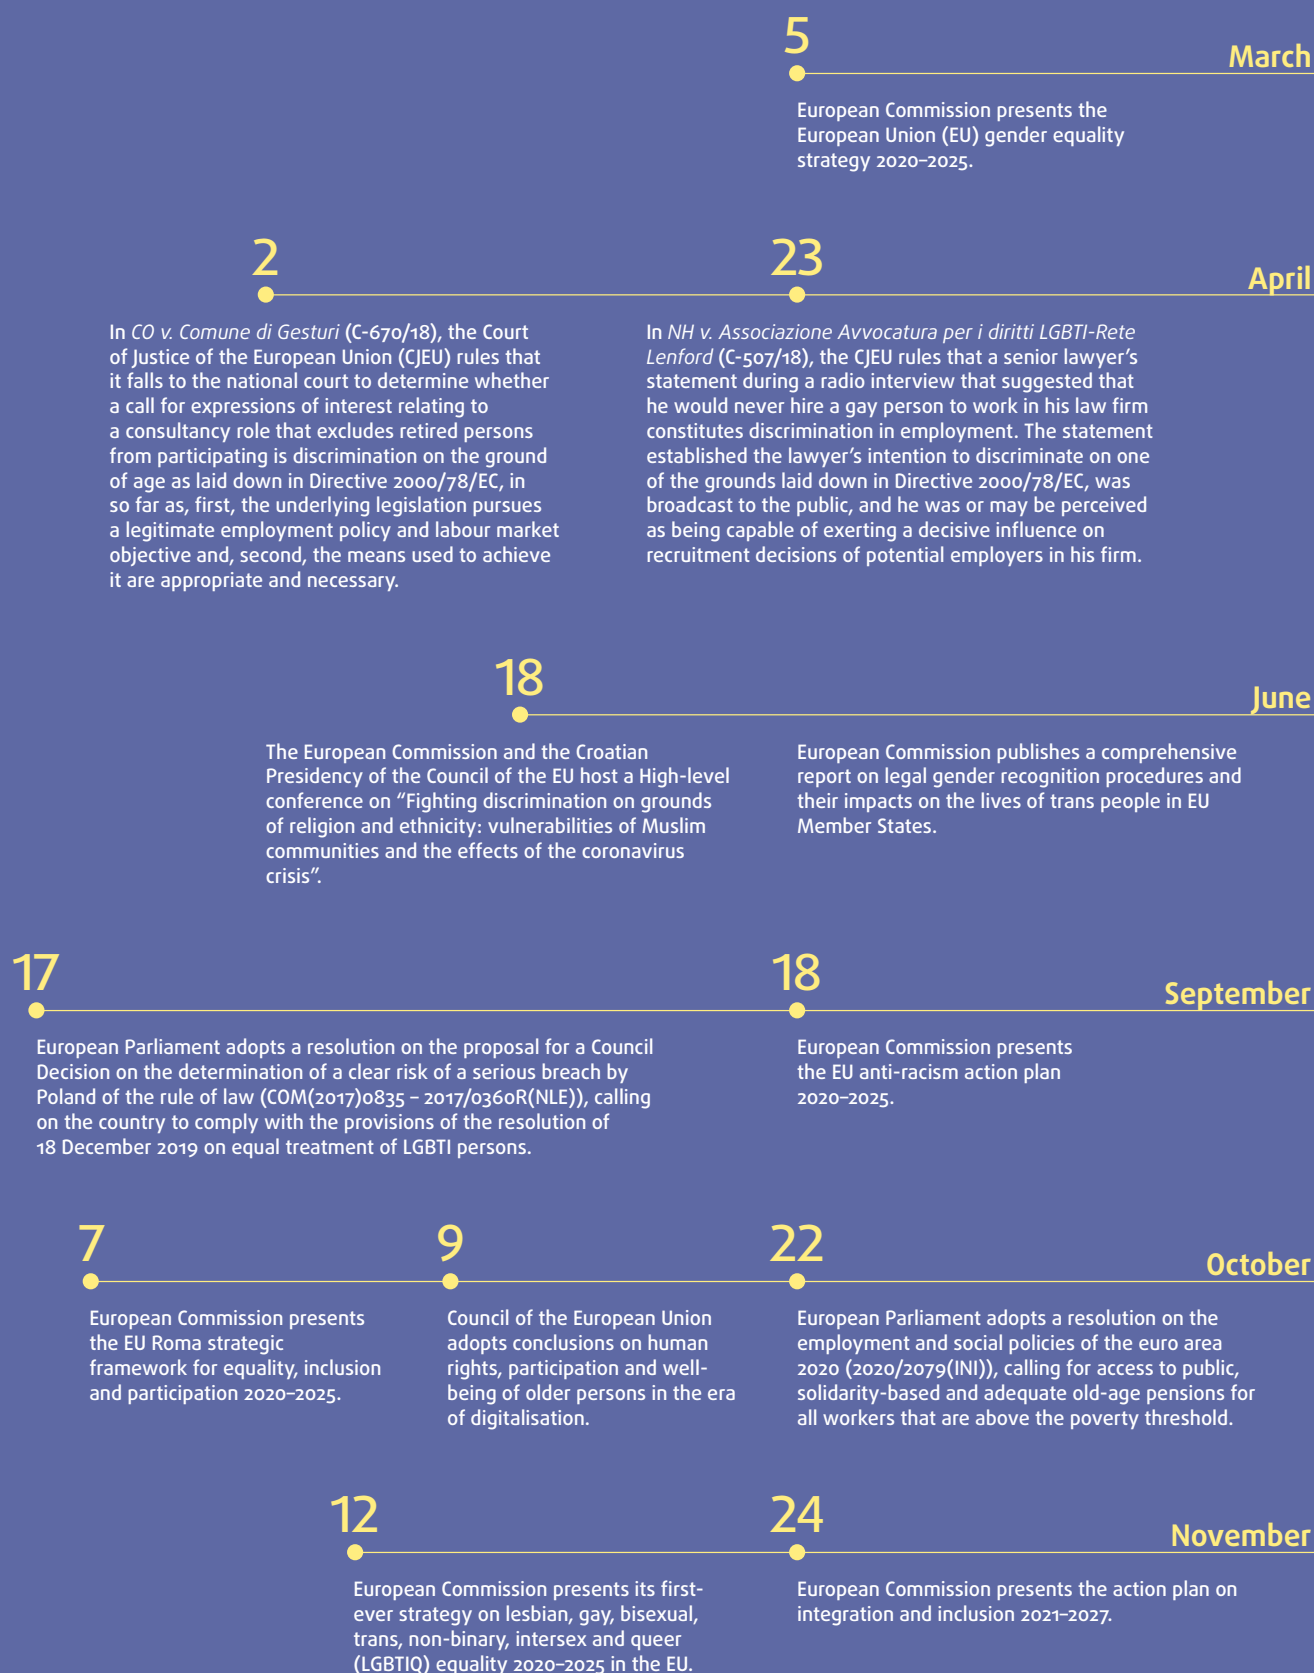 5
March
European Commission presents the
European Union (EU) gender equality
strategy 2020–2025.
2
23
April
In CO v. Comune di Gesturi (C-670/18), the Court
of Justice of the European Union (CJEU) rules that
it falls to the national court to determine whether
a call for expressions of interest relating to
a consultancy role that excludes retired persons
from participating is discrimination on the ground
of age as laid down in Directive 2000/78/EC, in
so far as, first, the underlying legislation pursues
a legitimate employment policy and labour market
objective and, second, the means used to achieve
it are appropriate and necessary.
In NH v. Associazione Avvocatura per i diritti LGBTI-Rete
Lenford (C-507/18), the CJEU rules that a senior lawyer’s
statement during a radio interview that suggested that
he would never hire a gay person to work in his law firm
constitutes discrimination in employment. The statement
established the lawyer’s intention to discriminate on one
of the grounds laid down in Directive 2000/78/EC, was
broadcast to the public, and he was or may be perceived
as being capable of exerting a decisive influence on
recruitment decisions of potential employers in his firm.
18
June
The European Commission and the Croatian
Presidency of the Council of the EU host a High-level
conference on “Fighting discrimination on grounds
of religion and ethnicity: vulnerabilities of Muslim
communities and the effects of the coronavirus
crisis”.
European Commission publishes a comprehensive
report on legal gender recognition procedures and
their impacts on the lives of trans people in EU
Member States.
17
18
September
European Parliament adopts a resolution on the proposal for a Council
Decision on the determination of a clear risk of a serious breach by
Poland of the rule of law (COM(2017)0835 – 2017/0360R(NLE)), calling
on the country to comply with the provisions of the resolution of
18 December 2019 on equal treatment of LGBTI persons.
European Commission presents
the EU anti-racism action plan
2020–2025.
7
9
22
October
European Commission presents
the EU Roma strategic
framework for equality, inclusion
and participation 2020–2025.
Council of the European Union
adopts conclusions on human
rights, participation and well-
being of older persons in the era
of digitalisation.
European Parliament adopts a resolution on the
employment and social policies of the euro area
2020 (2020/2079(INI)), calling for access to public,
solidarity-based and adequate old-age pensions for
all workers that are above the poverty threshold.
12
24
November
European Commission presents its first-
ever strategy on lesbian, gay, bisexual,
trans, non-binary, intersex and queer
(LGBTIQ) equality 2020–2025 in the EU.
European Commission presents the action plan on
integration and inclusion 2021–2027.